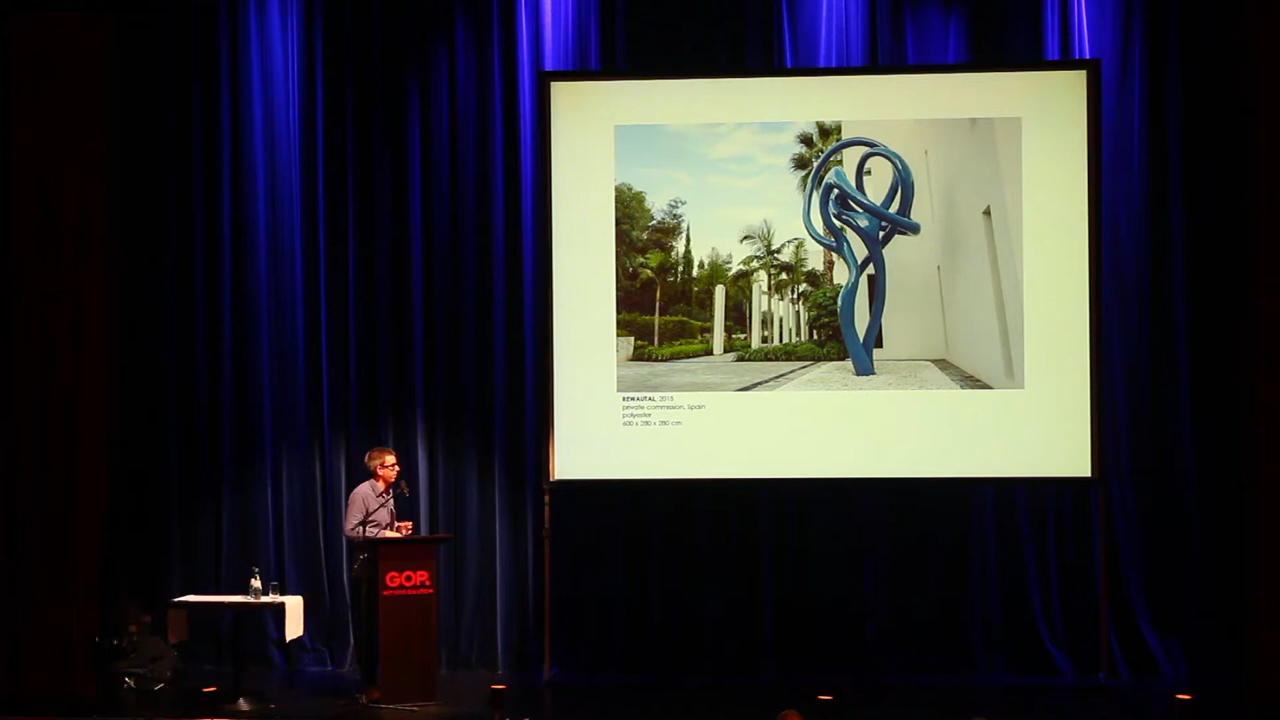 REWAUTAL, 2015
private commission, Spain
polyester
600 x 280 x 280 cm
GOP.